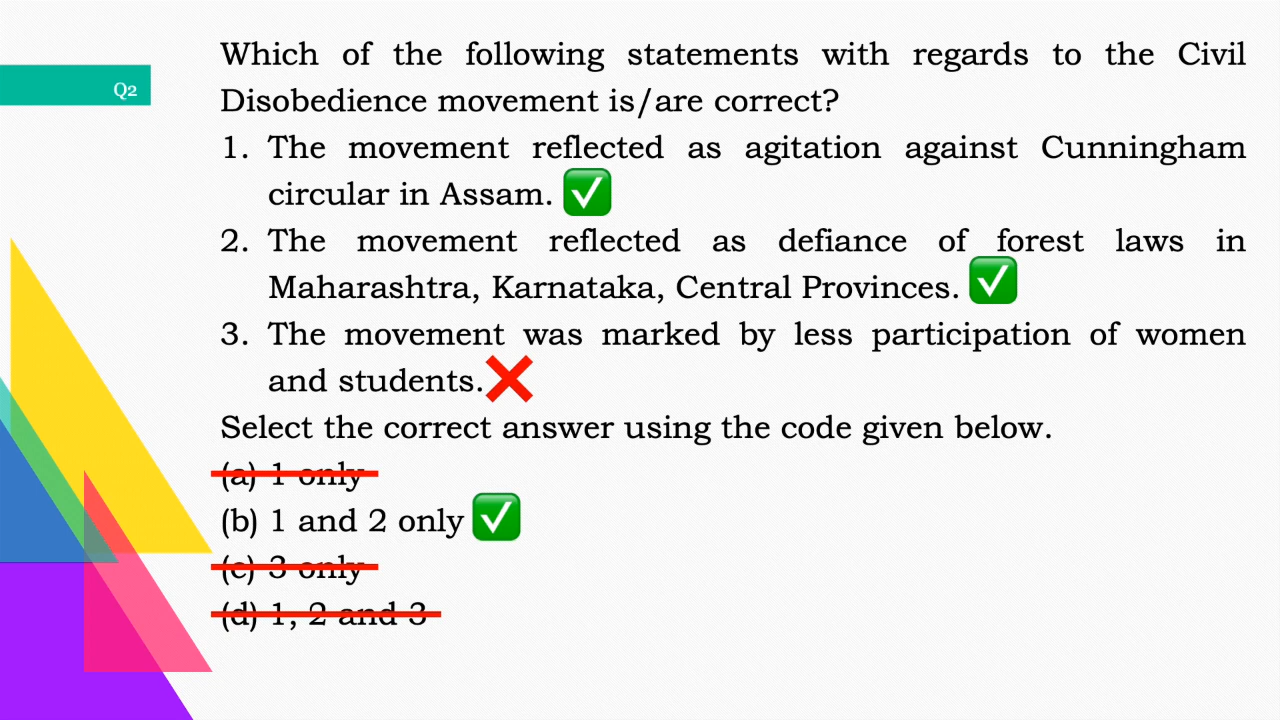 Q2
Which of the following statements with regards to the Civil
Disobedience movement is/are correct?
1. The movement reflected as agitation against Cunningham
circular in Assam. ✅
2. The movement reflected as defiance of forest laws in
Maharashtra, Karnataka, Central Provinces. ✅
3. The movement was marked by less participation of women
and students. ❌
Select the correct answer using the code given below.
(a) 1 only
(b) 1 and 2 only ✅
(c) 3 only
(d) 1, 2 and 3